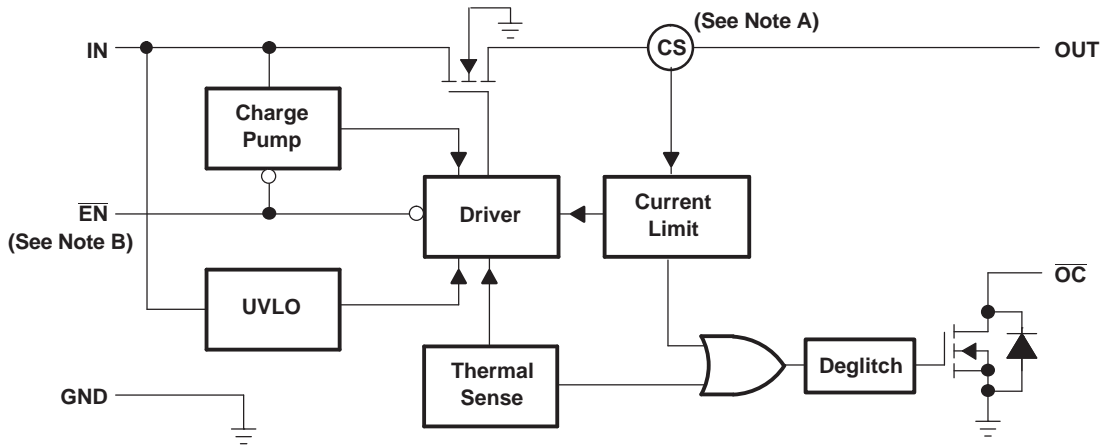 (See Note A)
IN
CS
OUT
Charge
Pump
EN
(See Note B)
Driver
Current
Limit
UVLO
OC
Thermal
Sense
Deglitch
GND